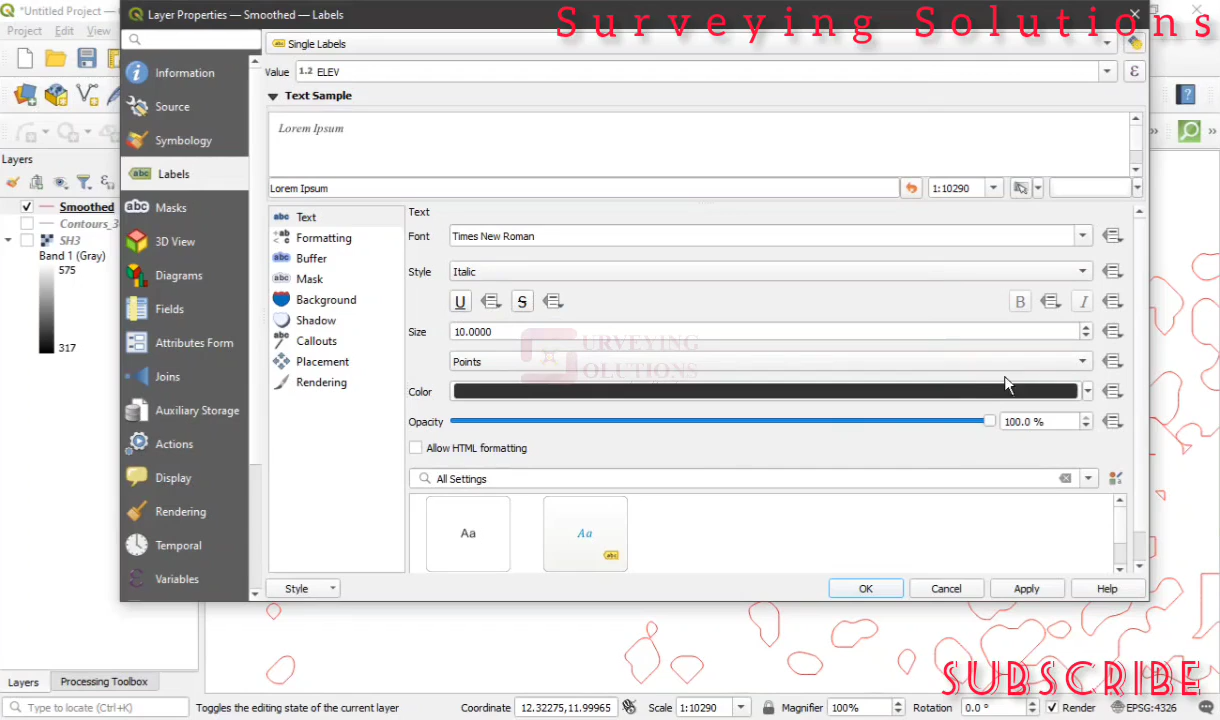 *Untitled Project —
Layer Properties — Smoothed — Labels
Surveying Solutions
Project Edit View
Single Labels
Value 1.2 ELEV
Information
Text Sample
Source
Lorem Ipsum
Symbology
Layers
Labels
Lorem Ipsum
1:10290
Masks
Smoothed
Contours_3
SH3
Band 1 (Gray)
575
317
3D View
Diagrams
Fields
Attributes Form
Joins
Auxiliary Storage
Actions
Display
Rendering
Temporal
Variables
Text
Formatting
Buffer
Mask
Background
Shadow
Callouts
Placement
Rendering
Text
Font Times New Roman
Style Italic
U S B I
Size 10.0000
Points
Color
Opacity 100.0 %
Allow HTML formatting
All Settings
Aa Aa
abc
SURVEYING
SOLUTIONS
Style OK Cancel Apply Help
SUBSCRIBE
Layers Processing Toolbox
Type to locate (Ctrl+K) Toggles the editing state of the current layer Coordinate 12.32275,11.99965 Scale 1:10290 Magnifier 100% Rotation 0.0 ° Render EPSG:4326